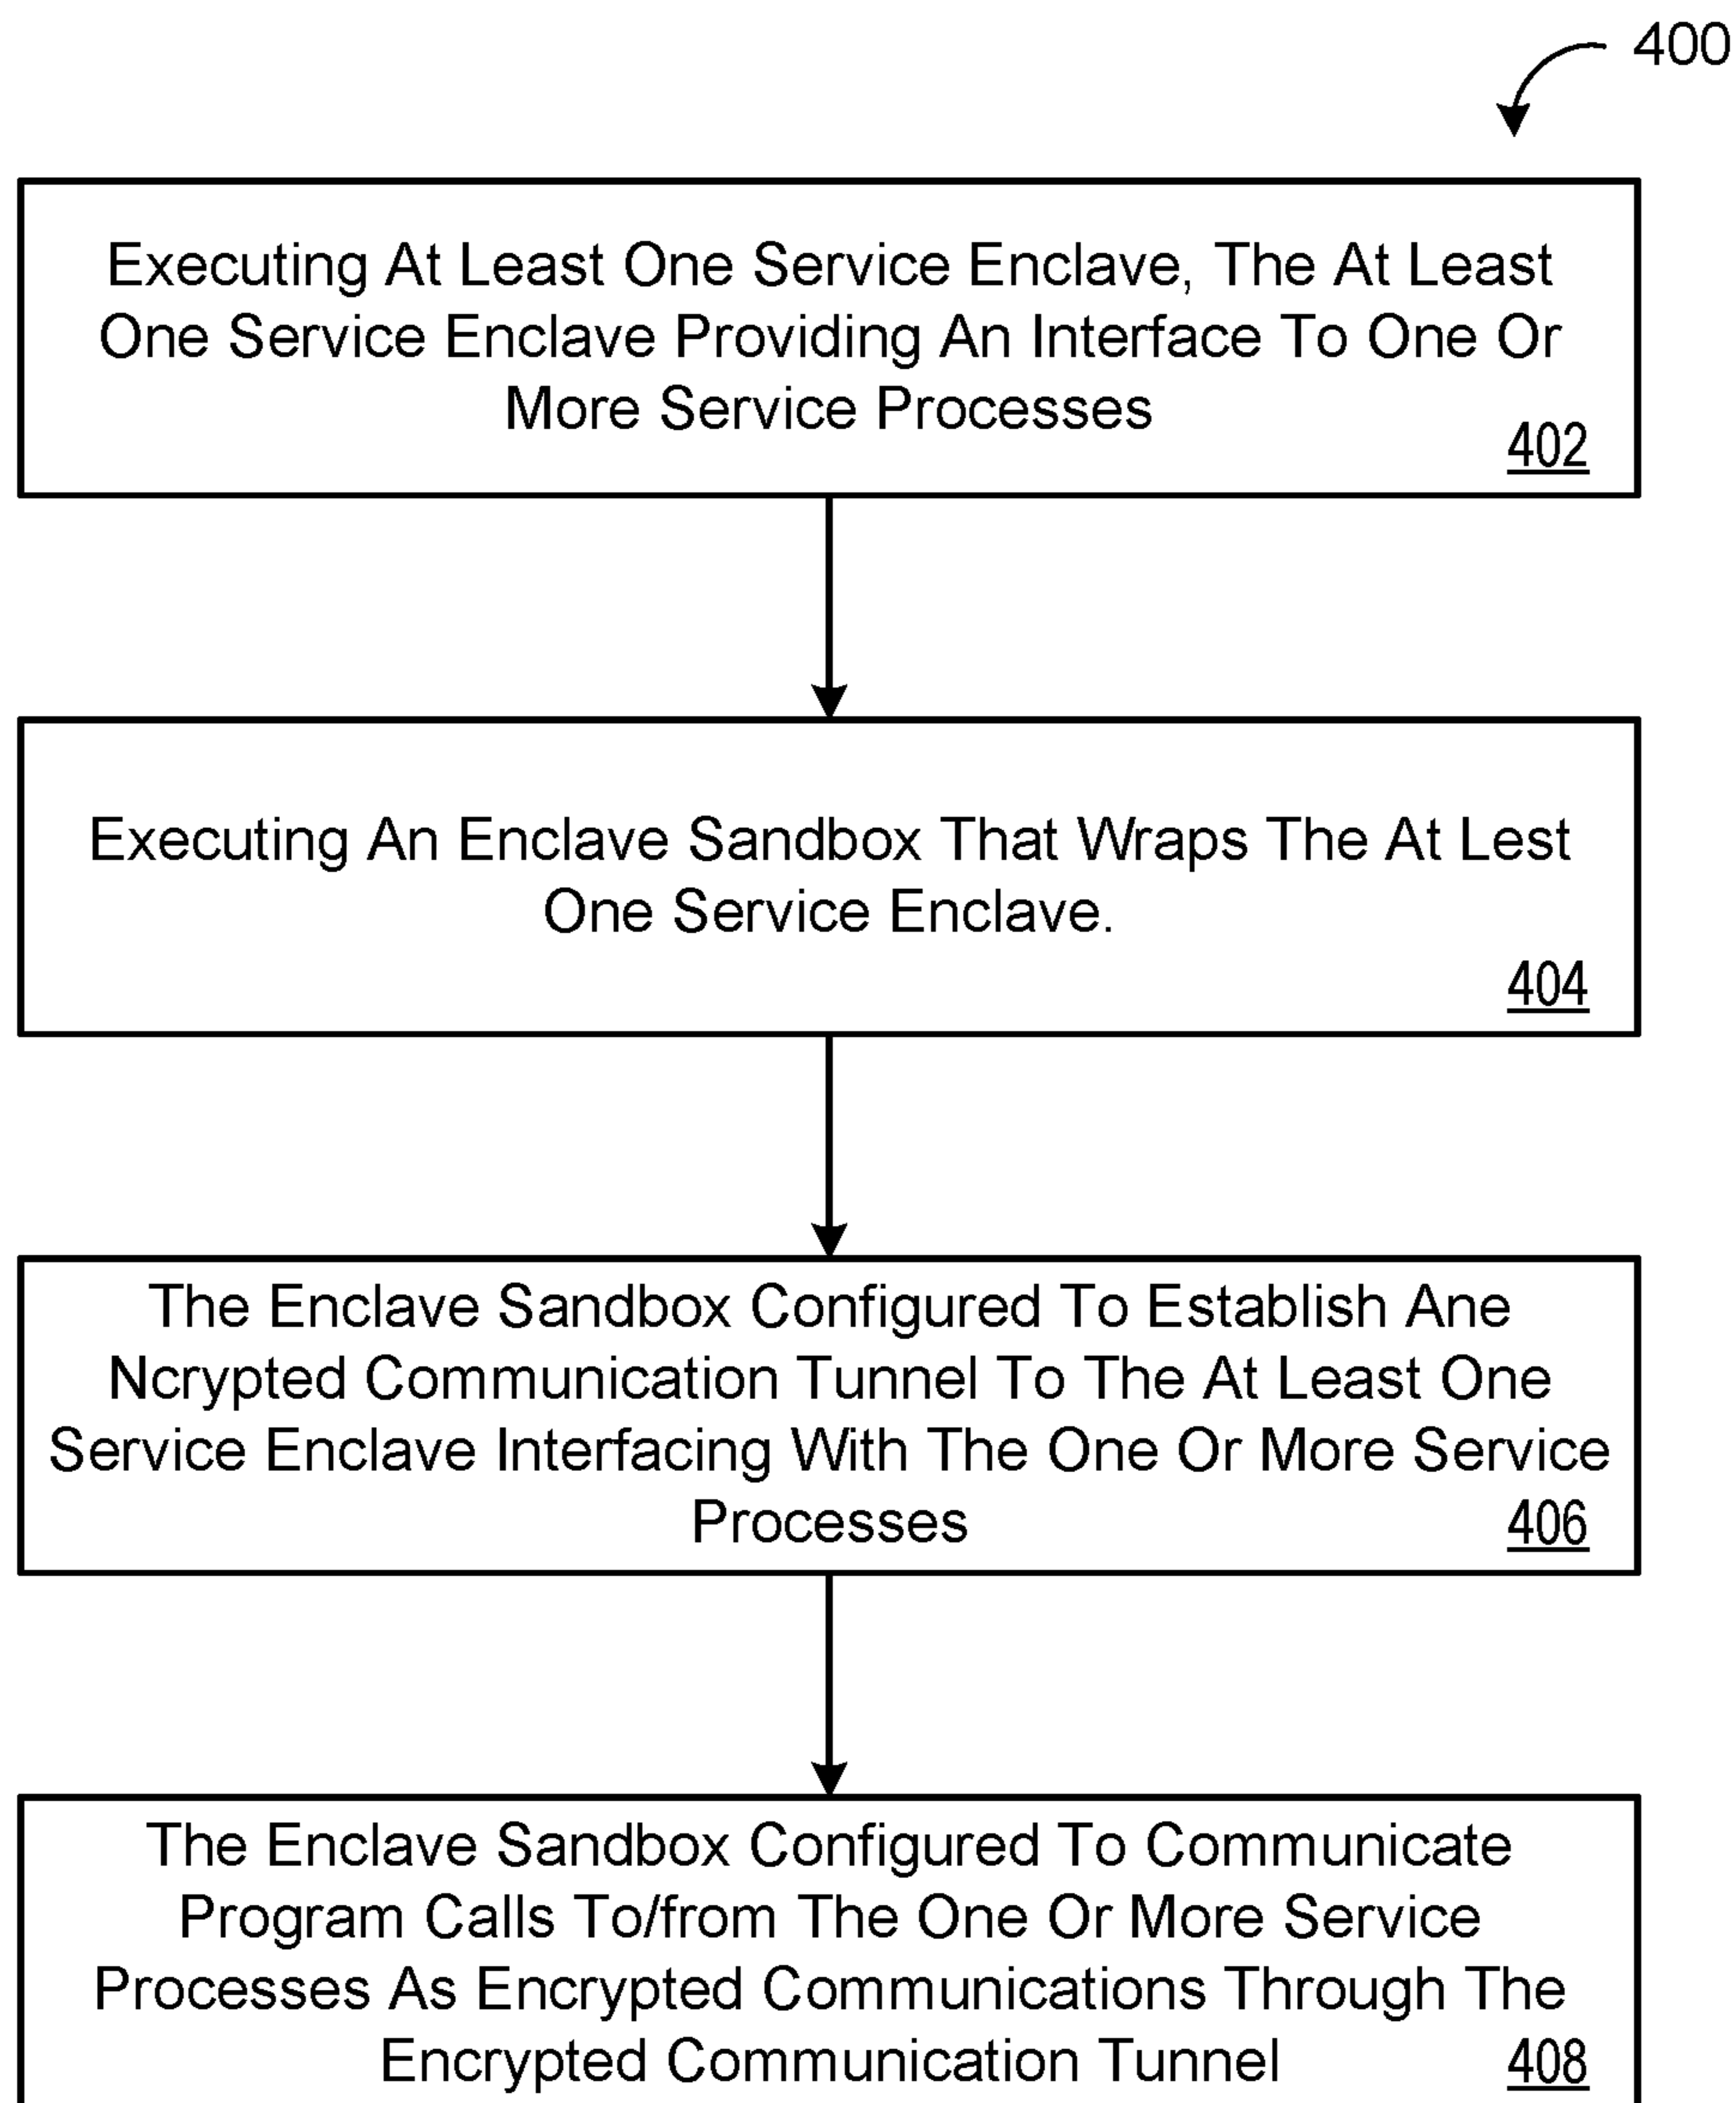 400
Executing At Least One Service Enclave, The At Least
One Service Enclave Providing An Interface To One Or
More Service Processes
402
Executing An Enclave Sandbox That Wraps The At Lest
One Service Enclave.
404
The Enclave Sandbox Configured To Establish Ane
Ncrypted Communication Tunnel To The At Least One
Service Enclave Interfacing With The One Or More Service
Processes
406
The Enclave Sandbox Configured To Communicate
Program Calls To/from The One Or More Service
Processes As Encrypted Communications Through The
Encrypted Communication Tunnel
408